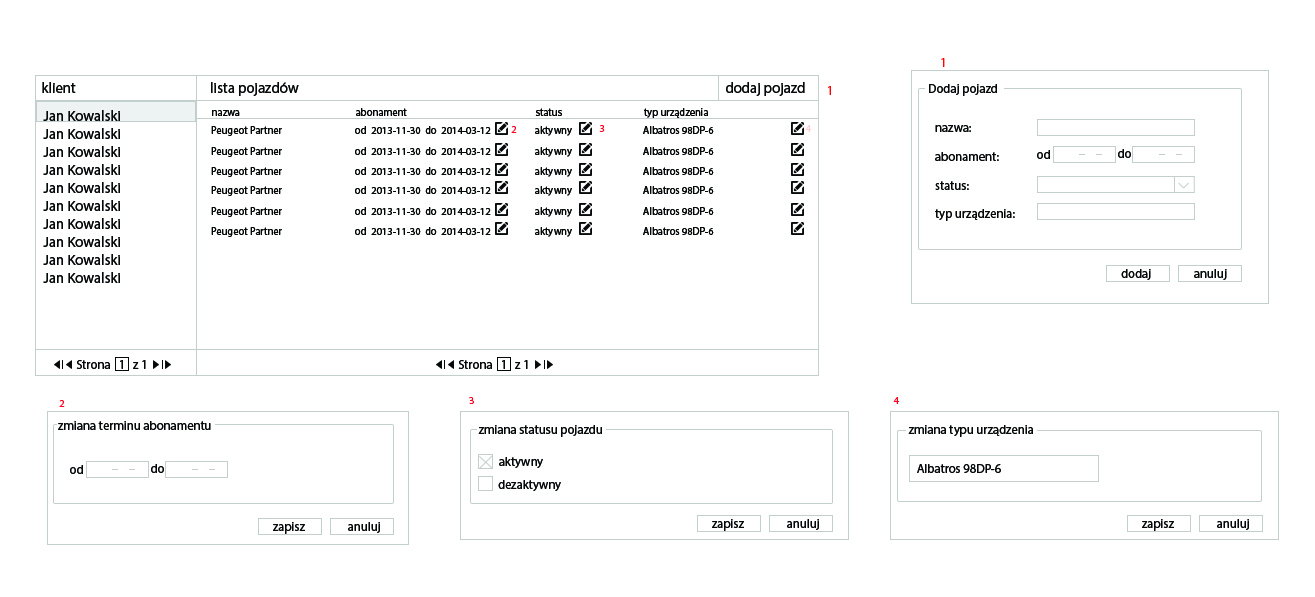 1
klient lista pojazdów dodaj pojazd 1
nazwa abonament status typ urządzenia
Jan Kowalski
Jan Kowalski
Jan Kowalski
Jan Kowalski
Jan Kowalski
Jan Kowalski
Jan Kowalski
Jan Kowalski
Jan Kowalski
Jan Kowalski
Peugeot Partner od 2013-11-30 do 2014-03-12 2 aktywny 3 Albatros 98DP-6 4
Peugeot Partner od 2013-11-30 do 2014-03-12 aktywny Albatros 98DP-6
Peugeot Partner od 2013-11-30 do 2014-03-12 aktywny Albatros 98DP-6
Peugeot Partner od 2013-11-30 do 2014-03-12 aktywny Albatros 98DP-6
Peugeot Partner od 2013-11-30 do 2014-03-12 aktywny Albatros 98DP-6
Peugeot Partner od 2013-11-30 do 2014-03-12 aktywny Albatros 98DP-6
Strona 1 z 1
Strona 1 z 1
Dodaj pojazd
nazwa:
abonament: od – – do – –
status:
typ urządzenia:
dodaj anuluj
2
zmiana terminu abonamentu
od – – do – –
zapisz anuluj
3
zmiana statusu pojazdu
aktywny
dezaktywny
zapisz anuluj
4
zmiana typu urządzenia
Albatros 98DP-6
zapisz anuluj